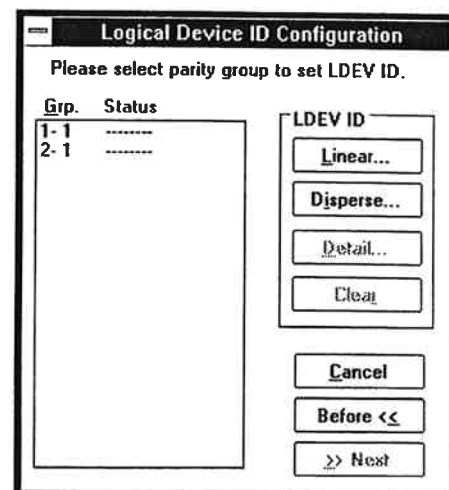 Logical Device ID Configuration
Please select parity group to set LDEV ID.
Grp. Status
1- 1 --------
2- 1 --------
LDEV ID
Linear...
Disperse...
Detail...
Clear
Cancel
Before <<
>> Next